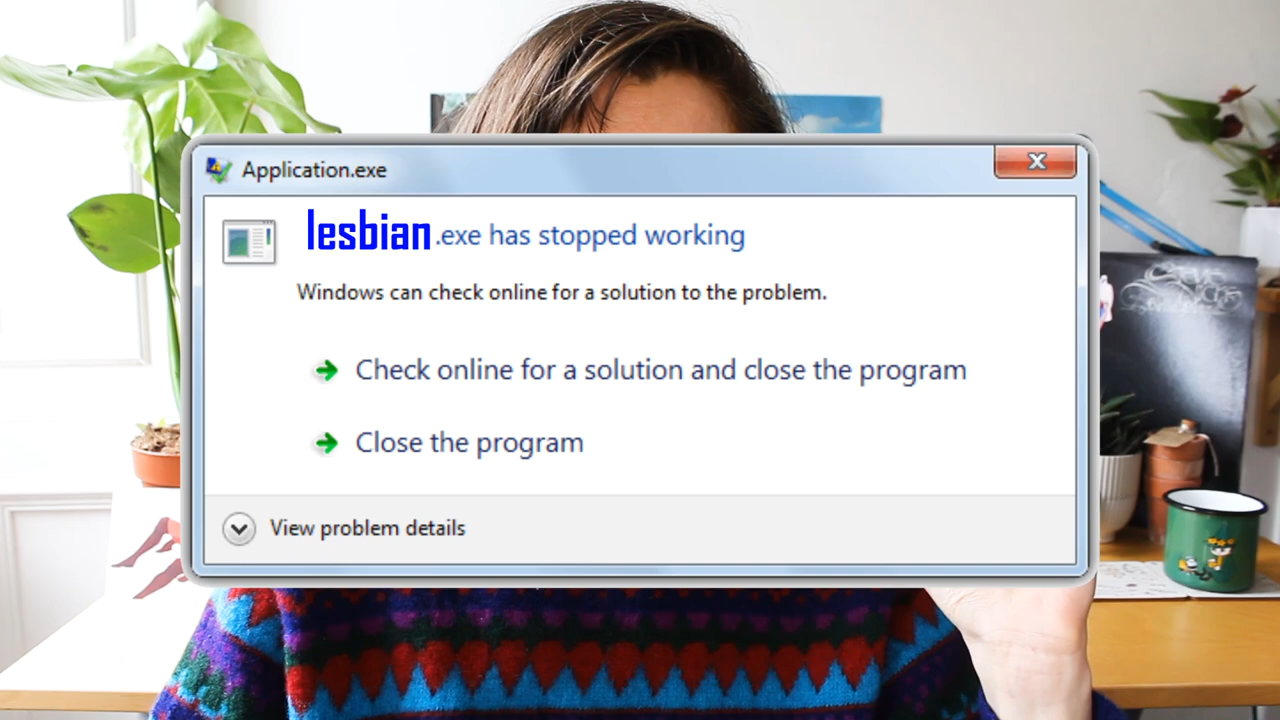 Application.exe
lesbian.exe has stopped working
Windows can check online for a solution to the problem.
Check online for a solution and close the program
Close the program
View problem details